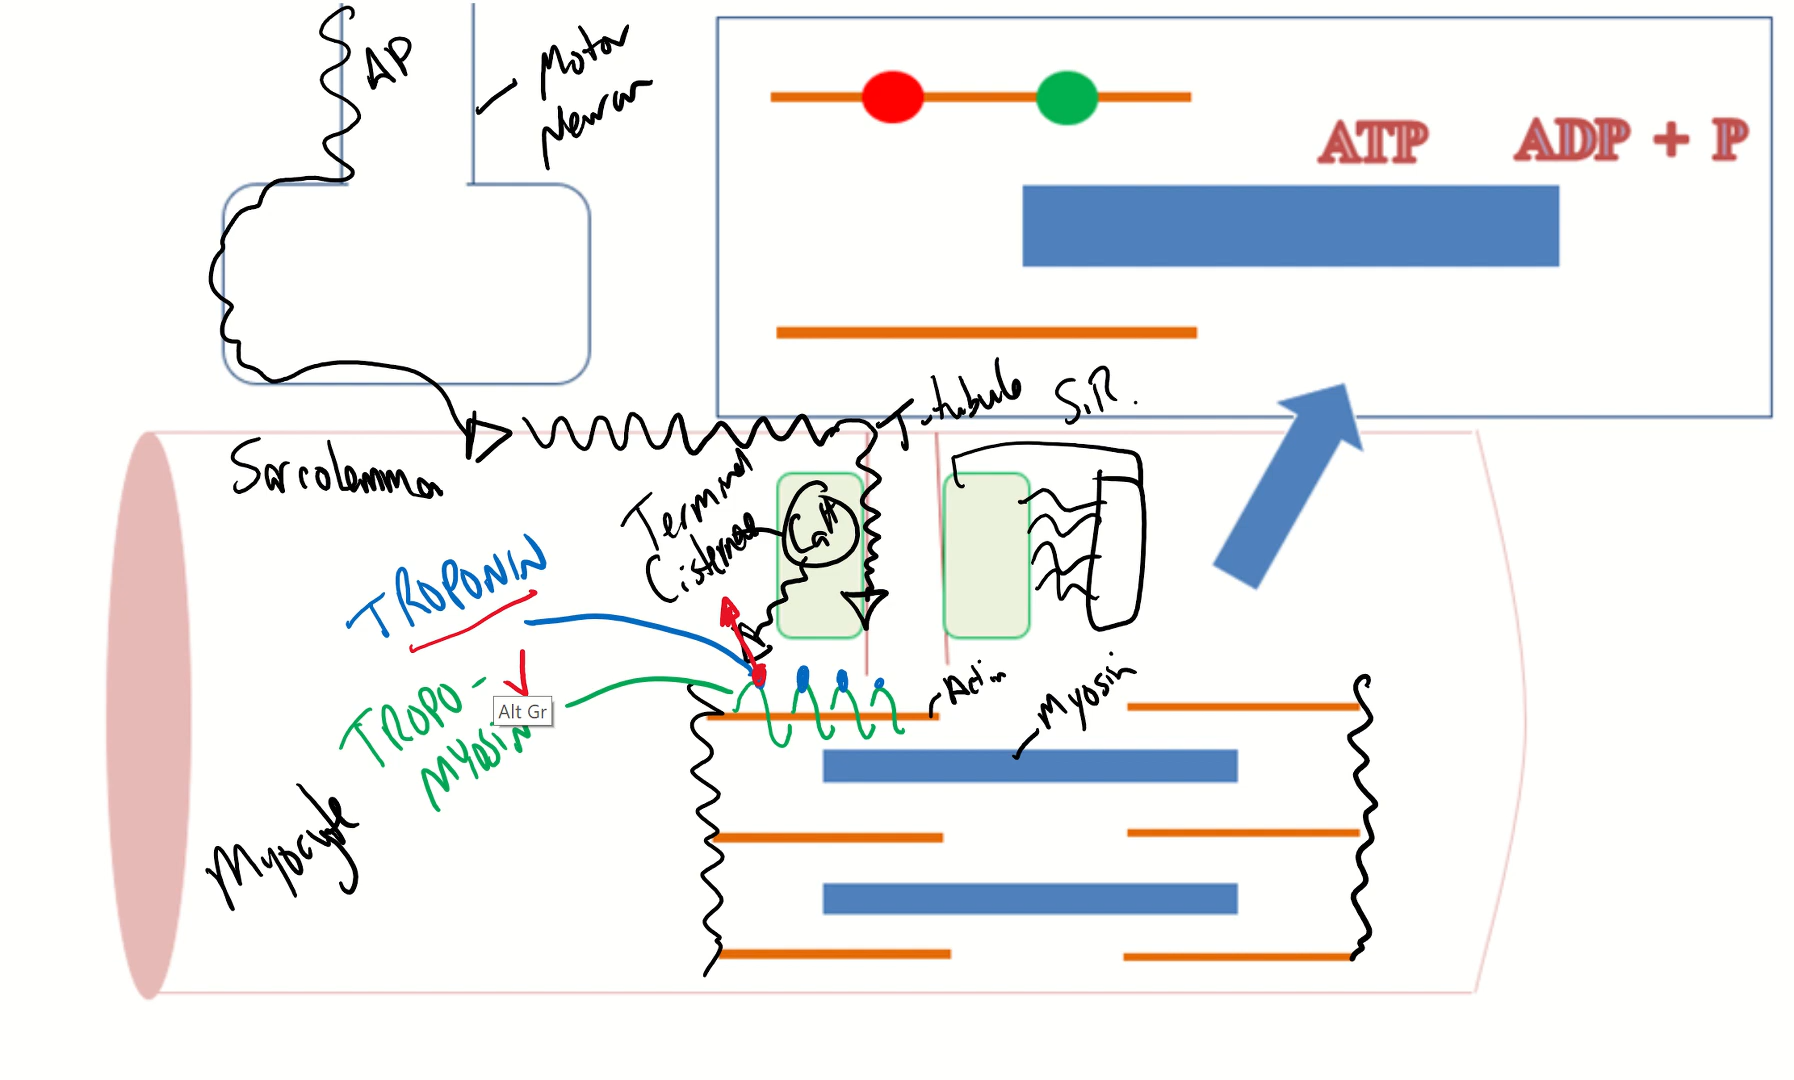 AP
Motor
Neuron
ATP
ADP + P
T-tubule
S.R.
Sarcolemma
Terminal
Cisternae
Ca++
TROPONIN
TROPO-
MYOSIN
Alt Gr
Actin
Myosin
Myocyte